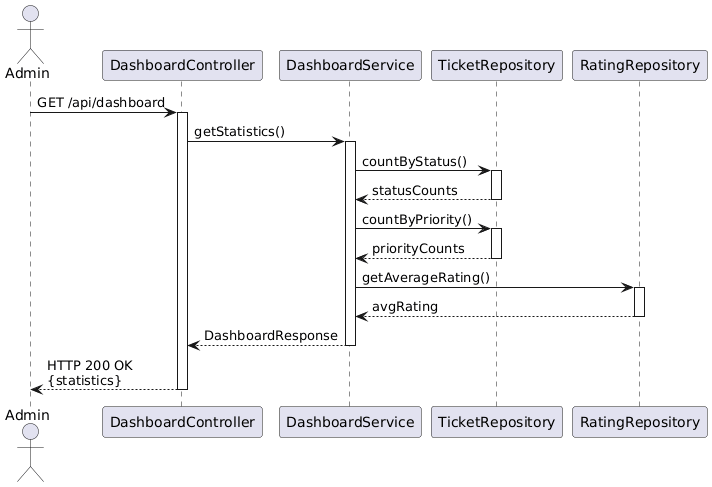 Admin
DashboardController
DashboardService
TicketRepository
RatingRepository
GET /api/dashboard
getStatistics()
countByStatus()
statusCounts
countByPriority()
priorityCounts
getAverageRating()
avgRating
DashboardResponse
HTTP 200 OK
{statistics}
Admin
DashboardController
DashboardService
TicketRepository
RatingRepository